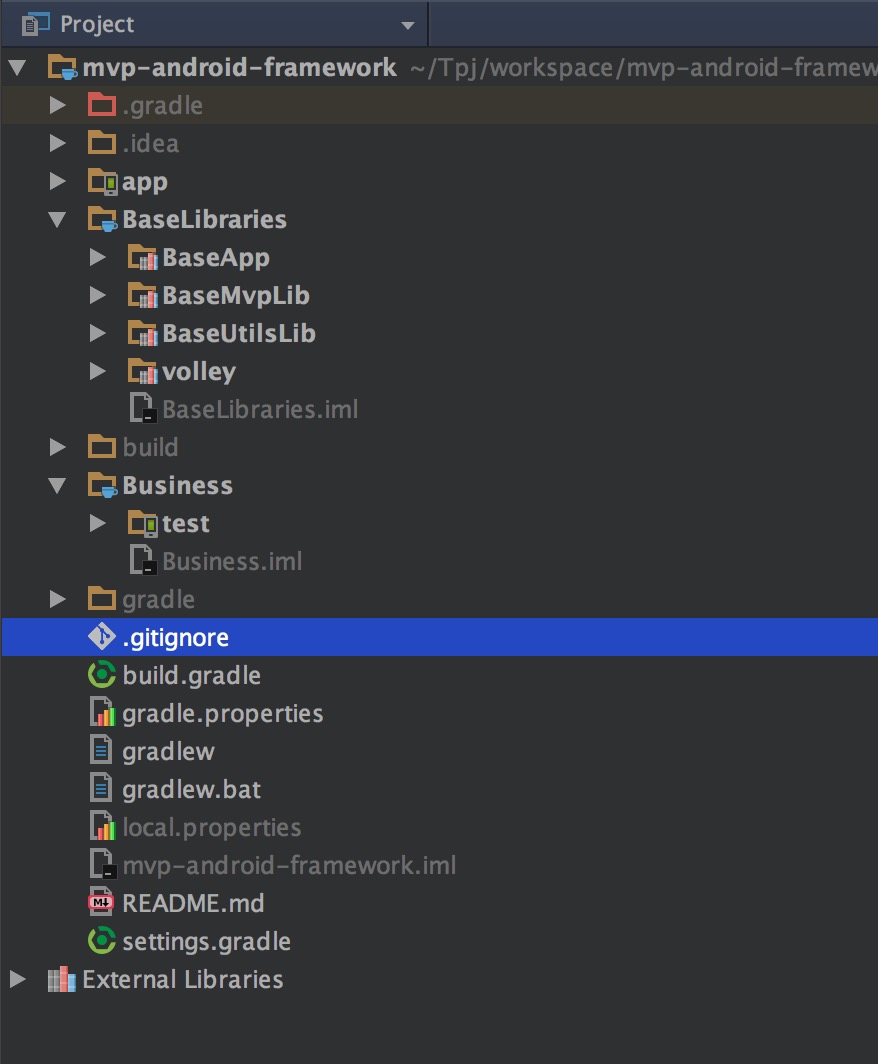 Project
mvp-android-framework ~/Tpj/workspace/mvp-android-framew
.gradle
.idea
app
BaseLibraries
BaseApp
BaseMvpLib
BaseUtilsLib
volley
BaseLibraries.iml
build
Business
test
Business.iml
gradle
.gitignore
build.gradle
gradle.properties
gradlew
gradlew.bat
local.properties
mvp-android-framework.iml
README.md
settings.gradle
External Libraries